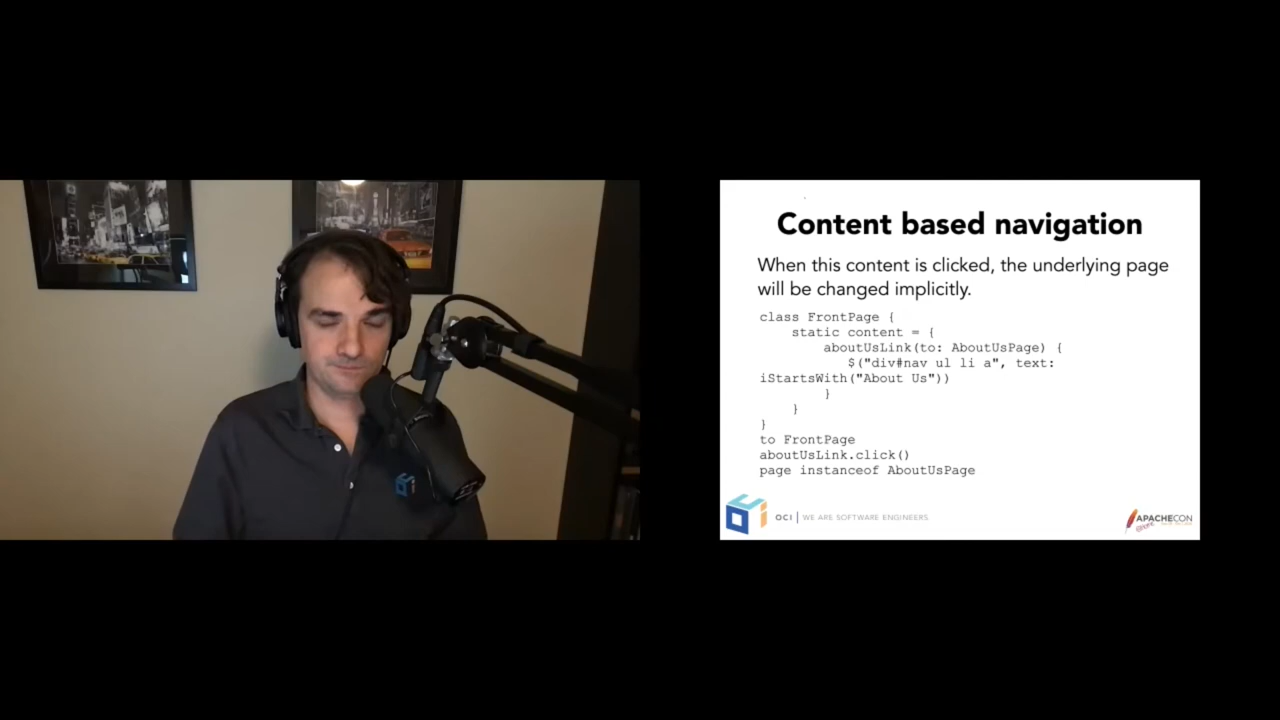 Content based navigation
When this content is clicked, the underlying page
will be changed implicitly.
class FrontPage {
static content = {
aboutUsLink(to: AboutUsPage) {
$("div#nav ul li a", text:
iStartsWith("About Us"))
}
}
}
to FrontPage
aboutUsLink.click()
page instanceof AboutUsPage
OCI | WE ARE SOFTWARE ENGINEERS
APACHECON
@Home